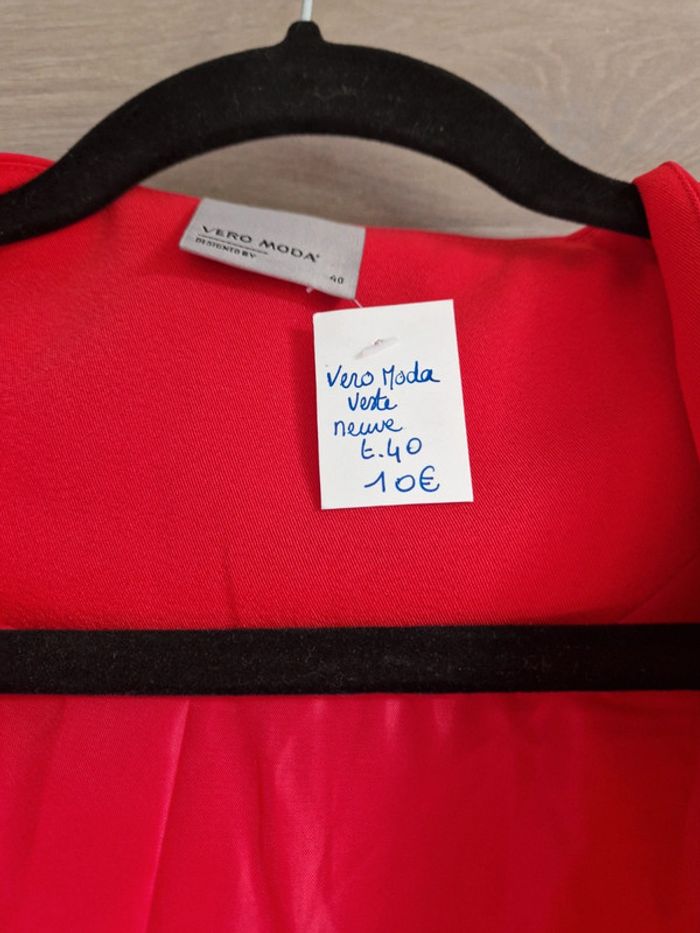 VERO MODA®
DESIGNED BY
40
Vero Moda
Veste
neuve
t.40
10€